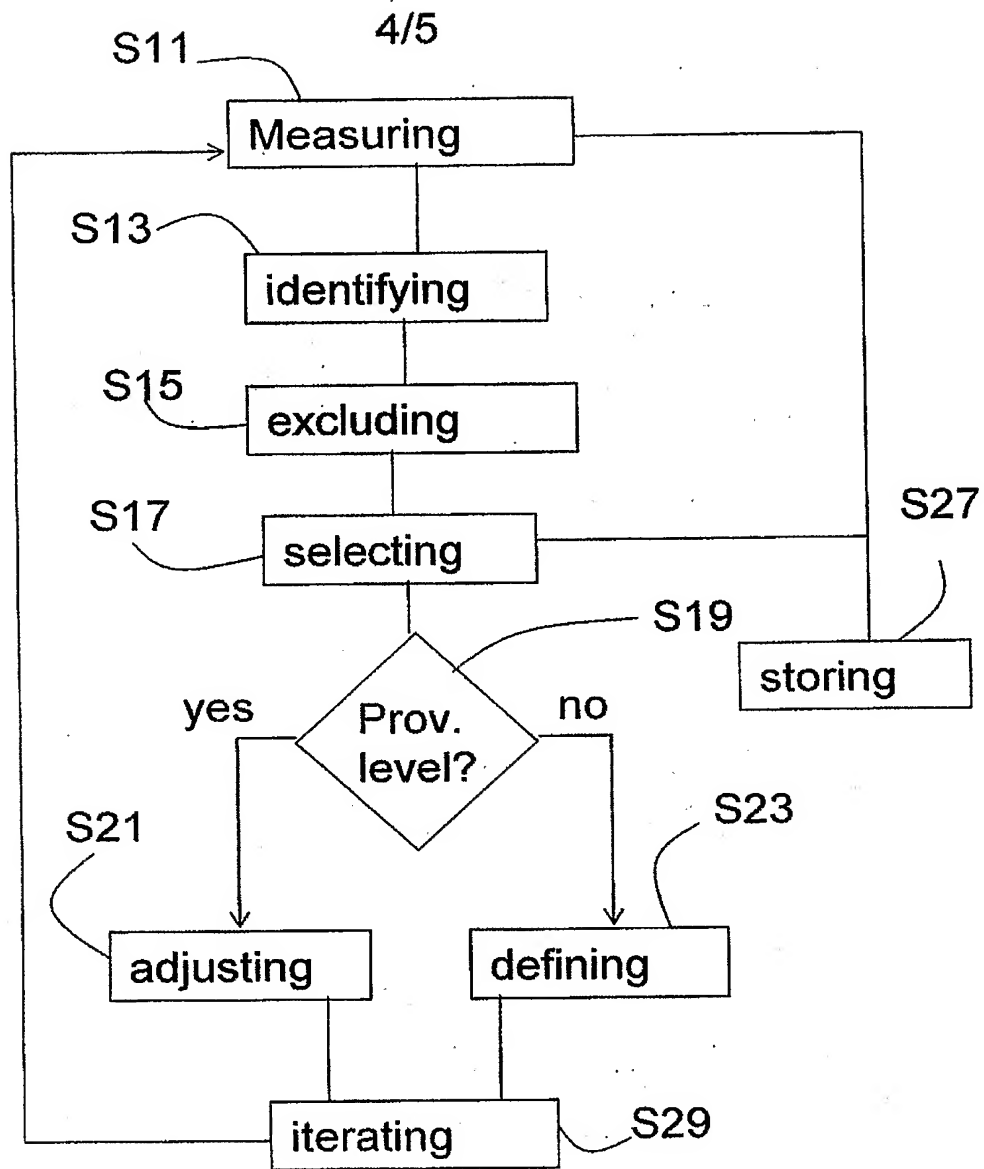 4/5
S11
Measuring
S13
identifying
S15
excluding
S17
selecting
S27
S19
storing
yes
Prov.
level?
no
S21
S23
adjusting
defining
iterating
S29